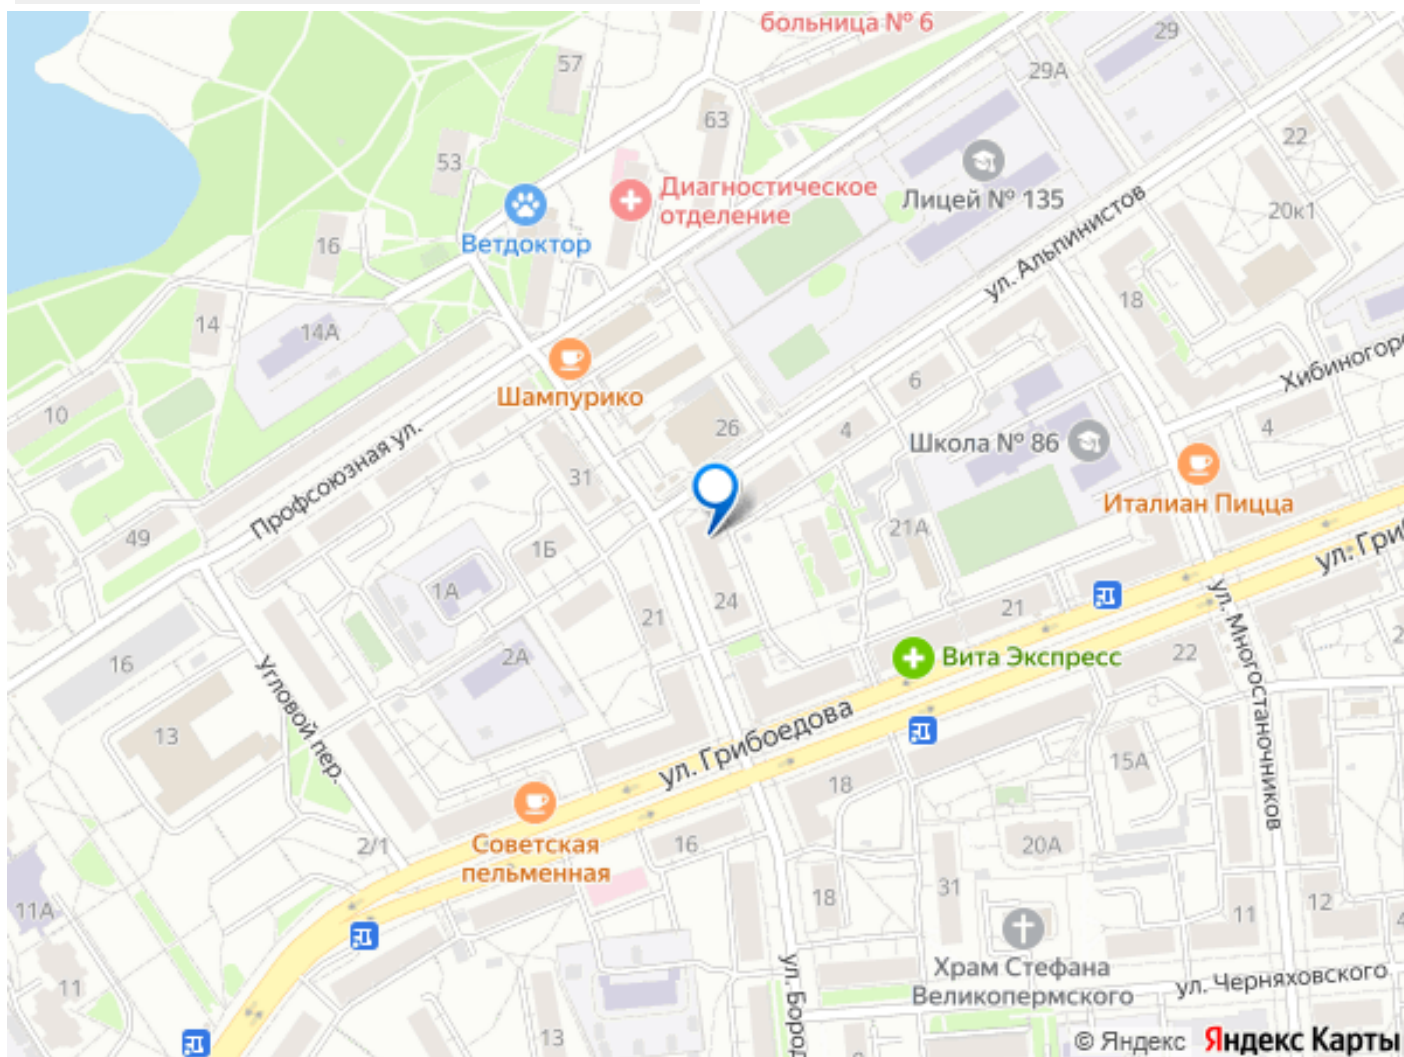 больница № 6
29
57
29А
63
22
53
Диагностическое
отделение
Лицей № 135
20к1
16
Ветдоктор
ул. Альпинистов
18
14
14А
Хибиногор
Шампурико
6
10
26
4
4
Школа № 86
Профсоюзная ул.
31
Италиан Пицца
49
1Б
21А
ул. Гри
1А
24
21
21
16
2А
Вита Экспресс
22
Угловой пер.
ул. Многостаночников
13
ул. Грибоедова
15А
18
Советская
пельменная
2/1
16
20А
11А
18
31
12
11
Храм Стефана
Великопермского
ул. Черняховского
11
ул. Бород
13
© Яндекс
Яндекс Карты